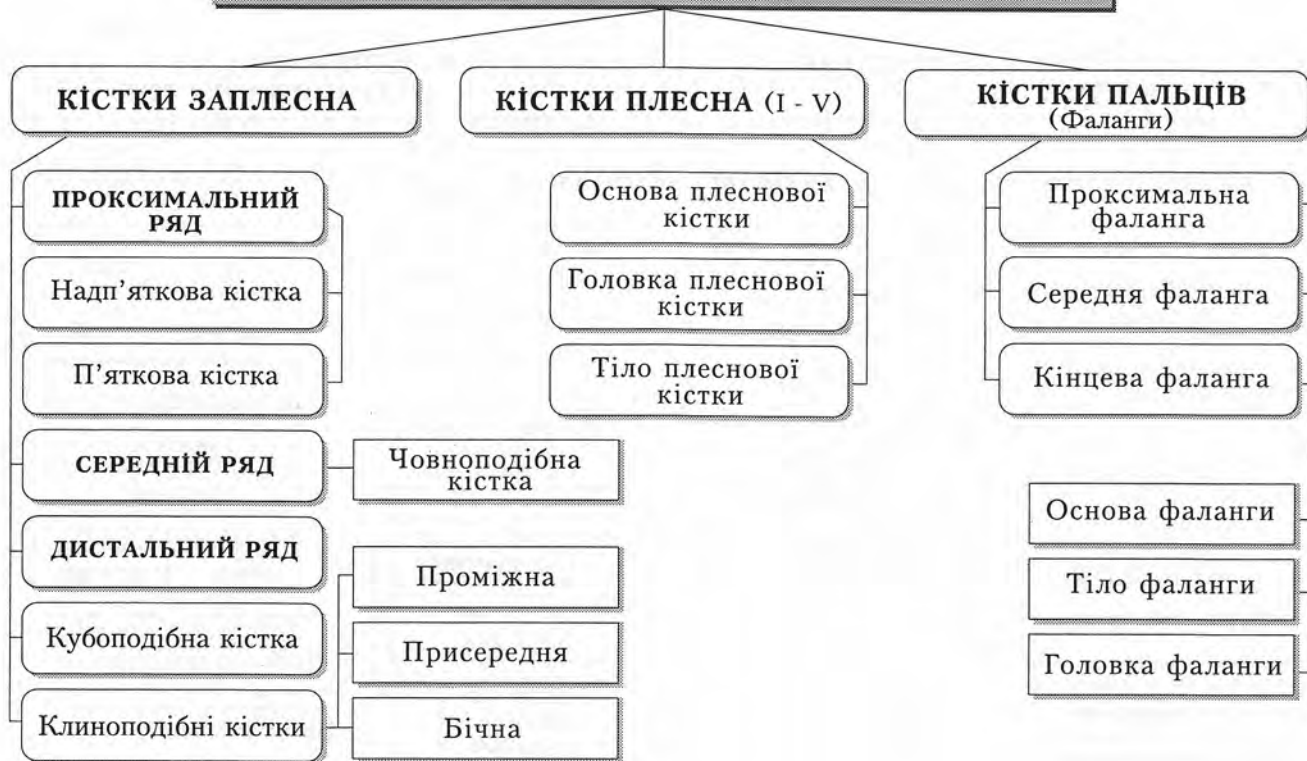 КІСТКИ ЗАПЛЕСНА
ПРОКСИМАЛЬНИЙ
РЯД
Надп'яткова кістка
П'яткова кістка
СЕРЕДНІЙ РЯД
Човноподібна
кістка
ДИСТАЛЬНИЙ РЯД
Кубоподібна кістка
Клиноподібні кістки
Проміжна
Присередня
Бічна
КІСТКИ ПЛЕСНА (I - V)
Основа плеснової
кістки
Головка плеснової
кістки
Тіло плеснової
кістки
КІСТКИ ПАЛЬЦІВ
(Фаланги)
Проксимальна
фаланга
Середня фаланга
Кінцева фаланга
Основа фаланги
Тіло фаланги
Головка фаланги